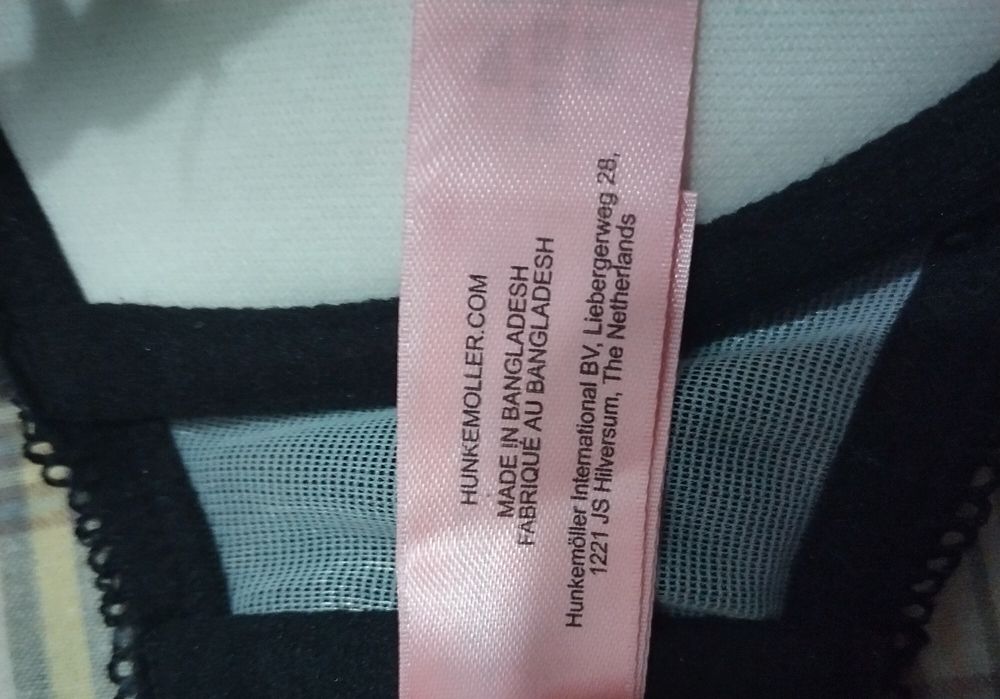 HUNKEMOLLER.COM
MADE IN BANGLADESH
FABRIQUÉ AU BANGLADESH
Hunkemöller International BV, Liebergerweg 28,
1221 JS Hilversum, The Netherlands